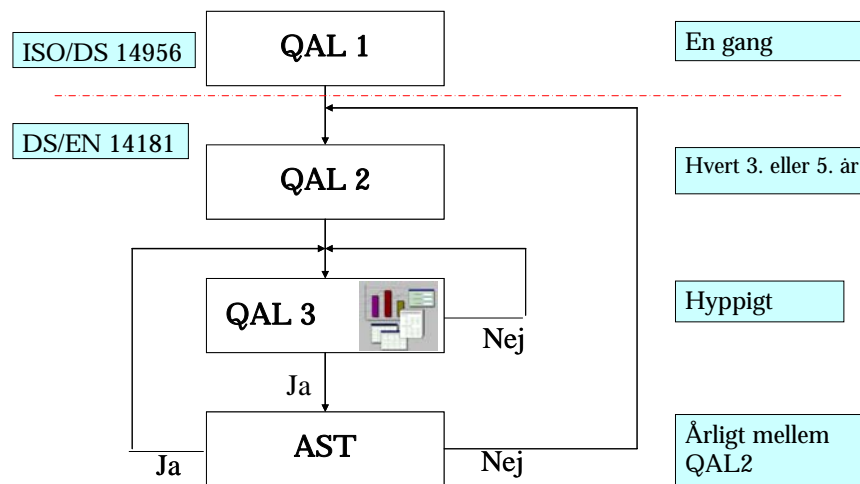 ISO/DS 14956
QAL 1
En gang
DS/EN 14181
QAL 2
Hvert 3. eller 5. år
QAL 3
Nej
Hyppigt
Ja
AST
Ja
Nej
Årligt mellem
QAL2